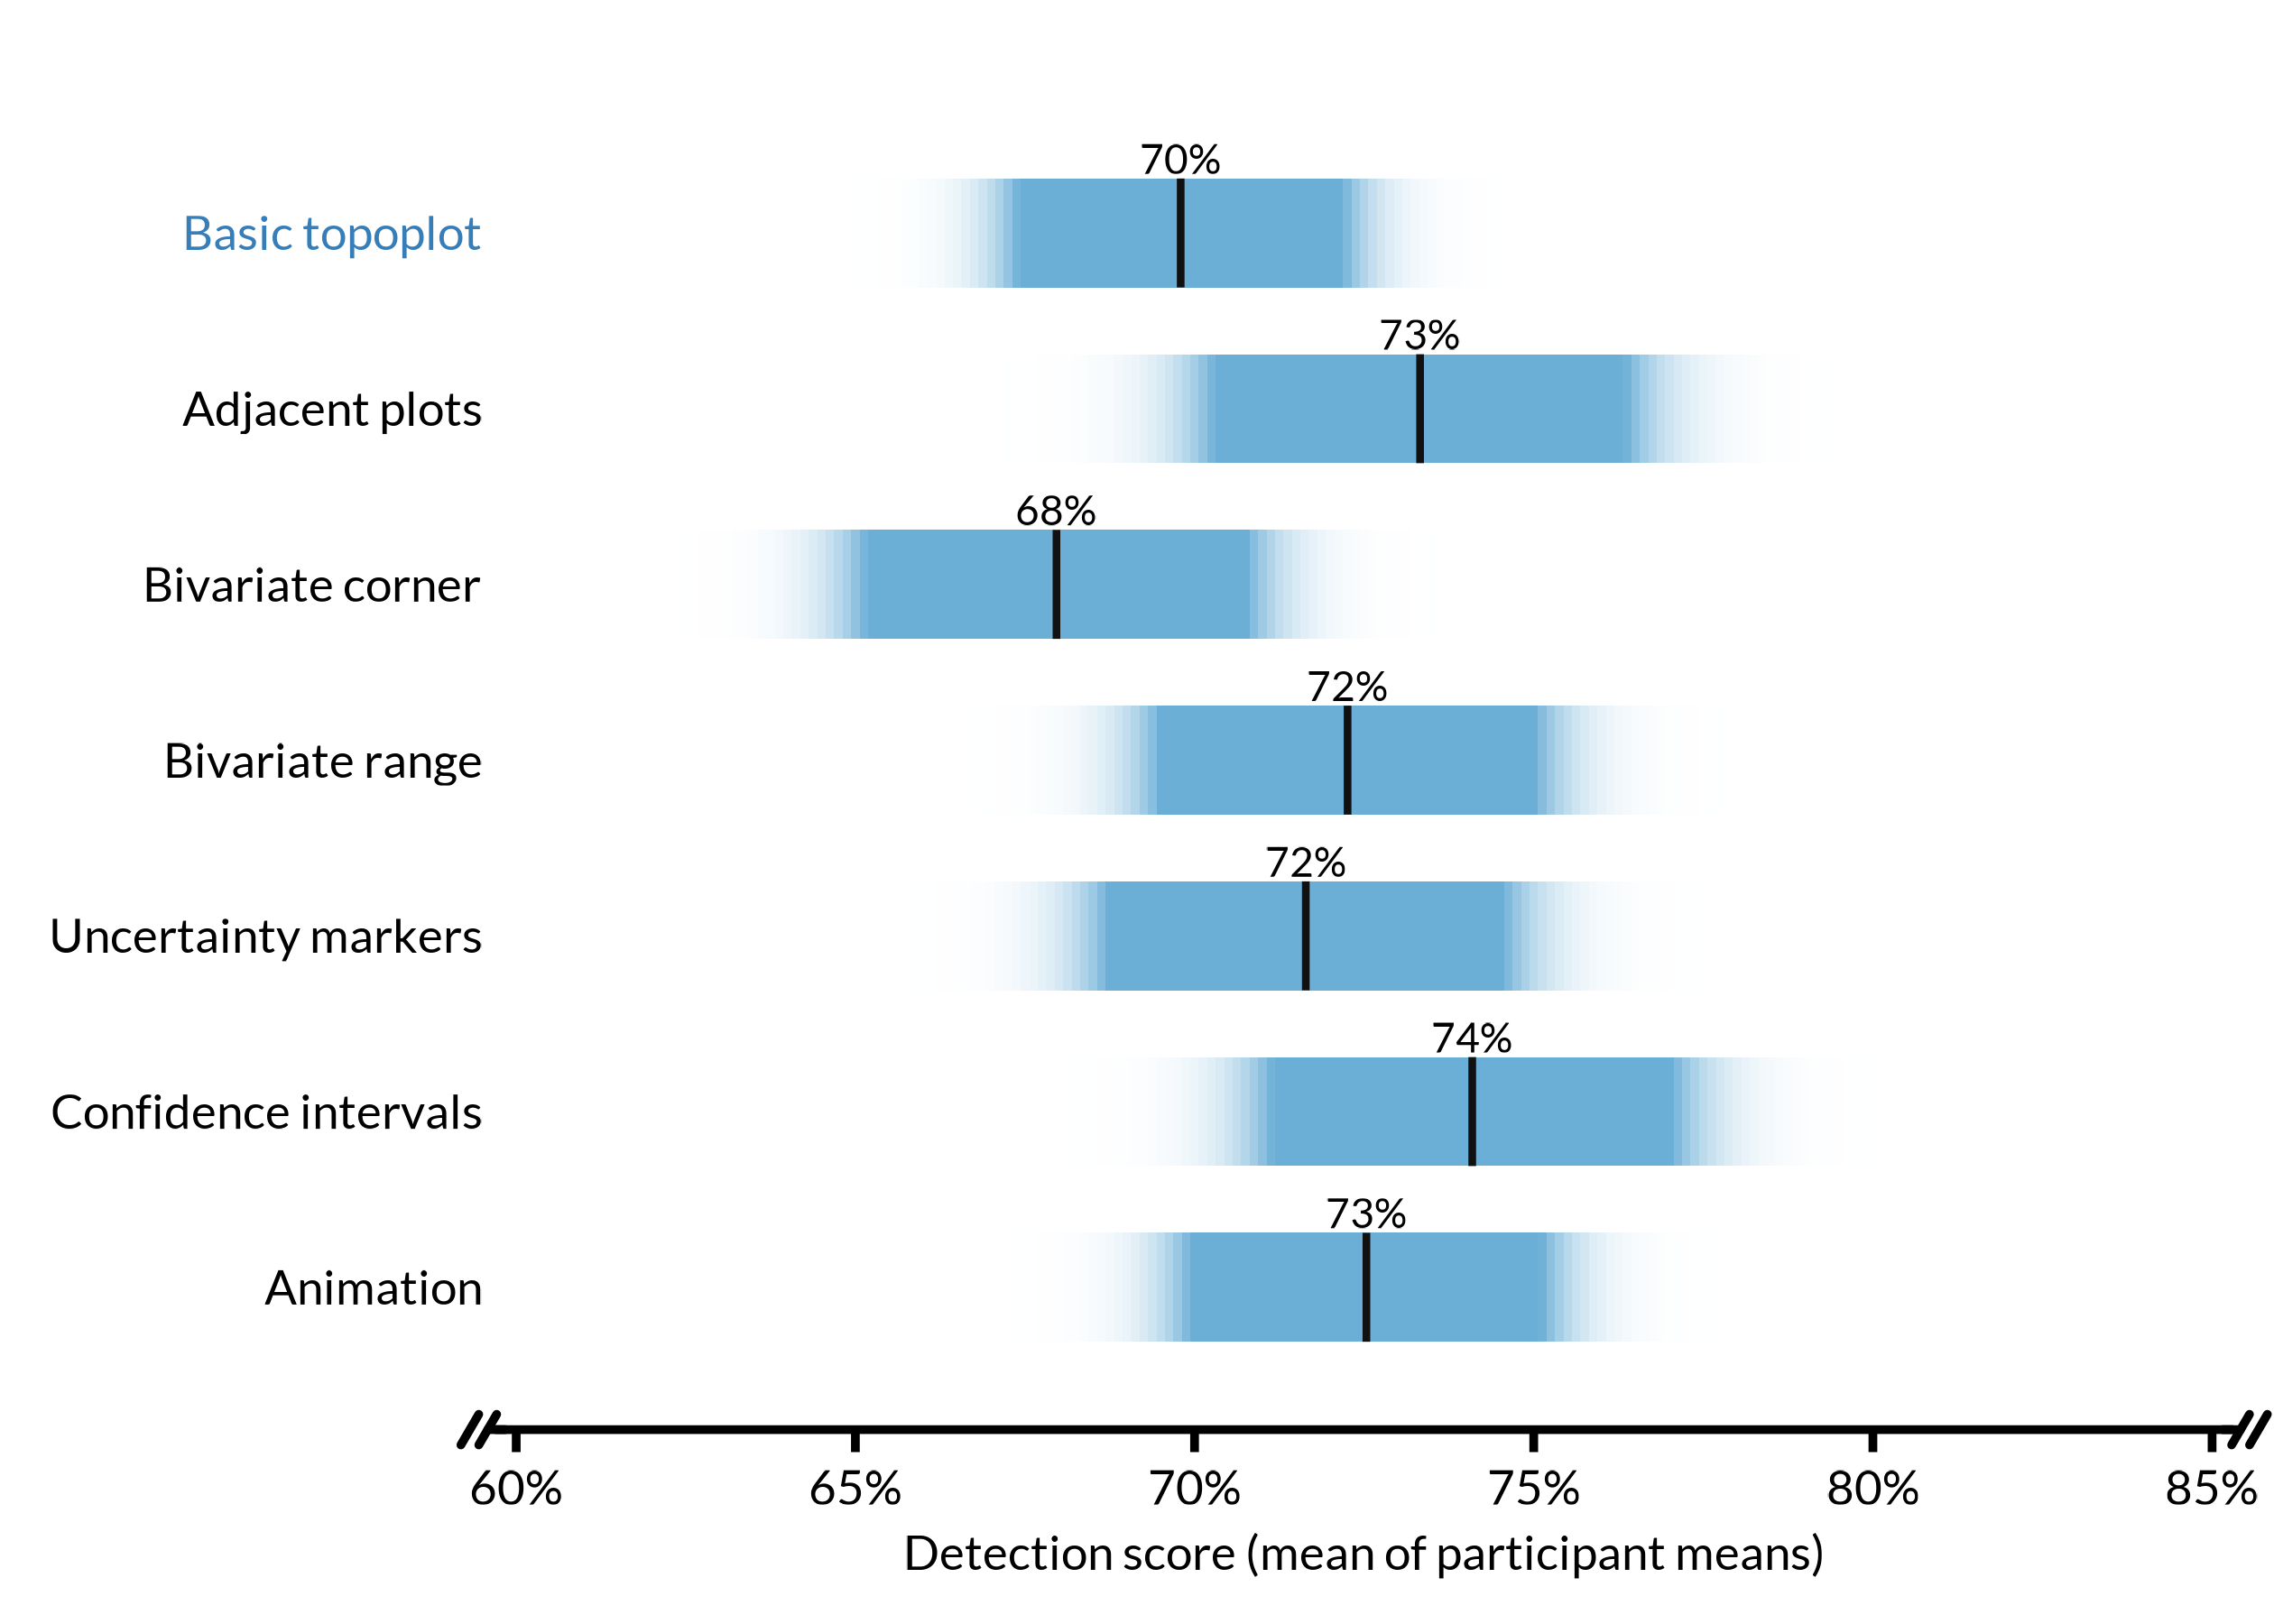 70%
Basic topoplot
73%
Adjacent plots
68%
Bivariate corner
72%
Bivariate range
72%
Uncertainty markers
74%
Confidence intervals
73%
Animation
60% 65% 70% 75% 80% 85%
Detection score (mean of participant means)